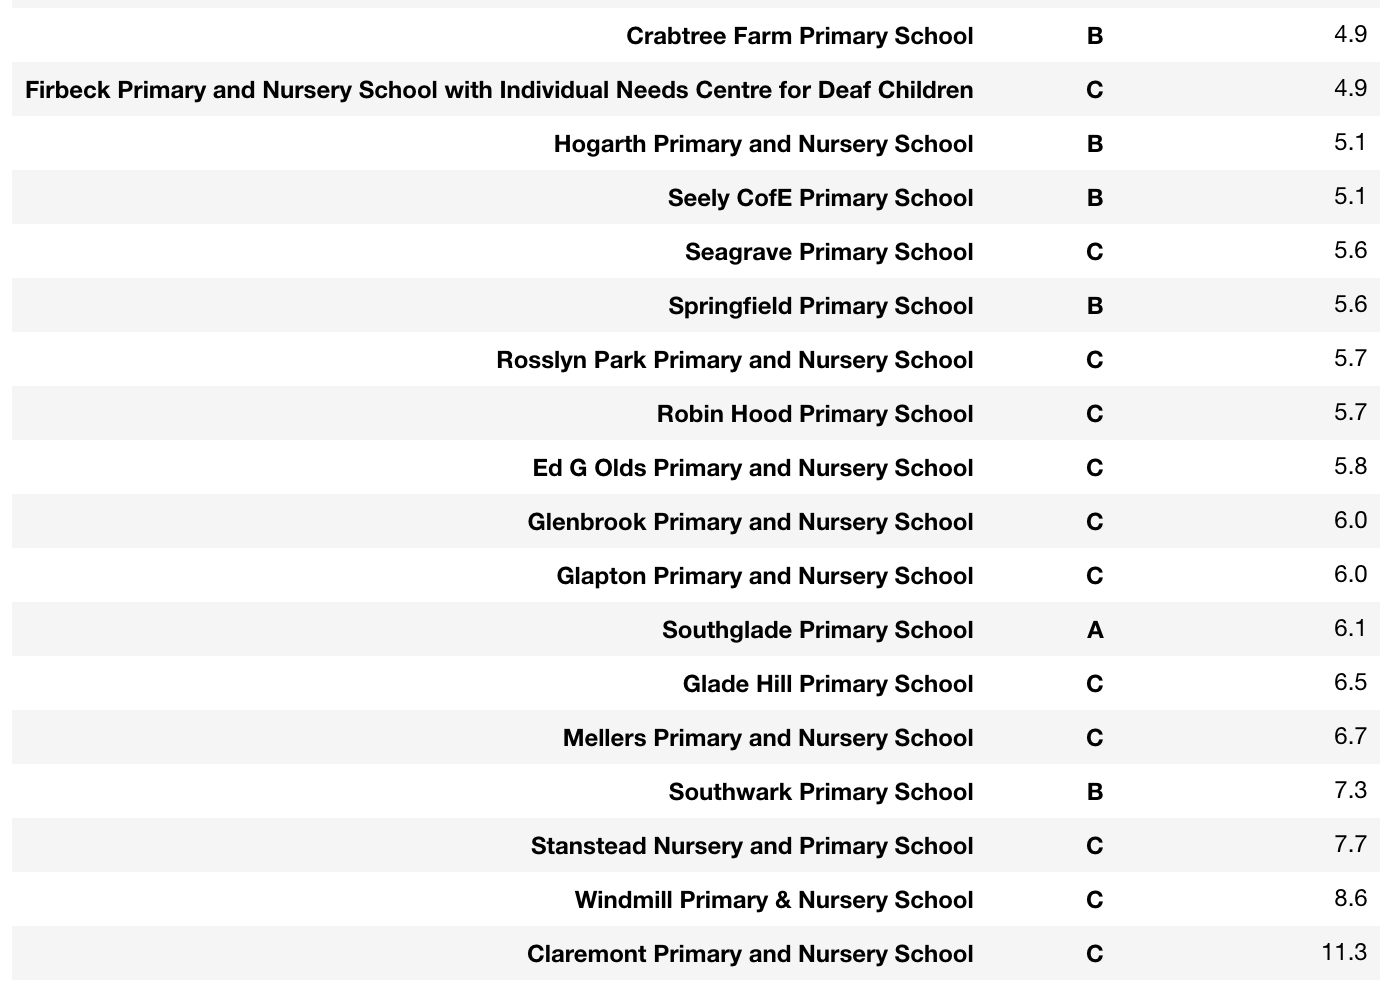 Crabtree Farm Primary School B 4.9
Firbeck Primary and Nursery School with Individual Needs Centre for Deaf Children C 4.9
Hogarth Primary and Nursery School B 5.1
Seely CofE Primary School B 5.1
Seagrave Primary School C 5.6
Springfield Primary School B 5.6
Rosslyn Park Primary and Nursery School C 5.7
Robin Hood Primary School C 5.7
Ed G Olds Primary and Nursery School C 5.8
Glenbrook Primary and Nursery School C 6.0
Glapton Primary and Nursery School C 6.0
Southglade Primary School A 6.1
Glade Hill Primary School C 6.5
Mellers Primary and Nursery School C 6.7
Southwark Primary School B 7.3
Stanstead Nursery and Primary School C 7.7
Windmill Primary & Nursery School C 8.6
Claremont Primary and Nursery School C 11.3